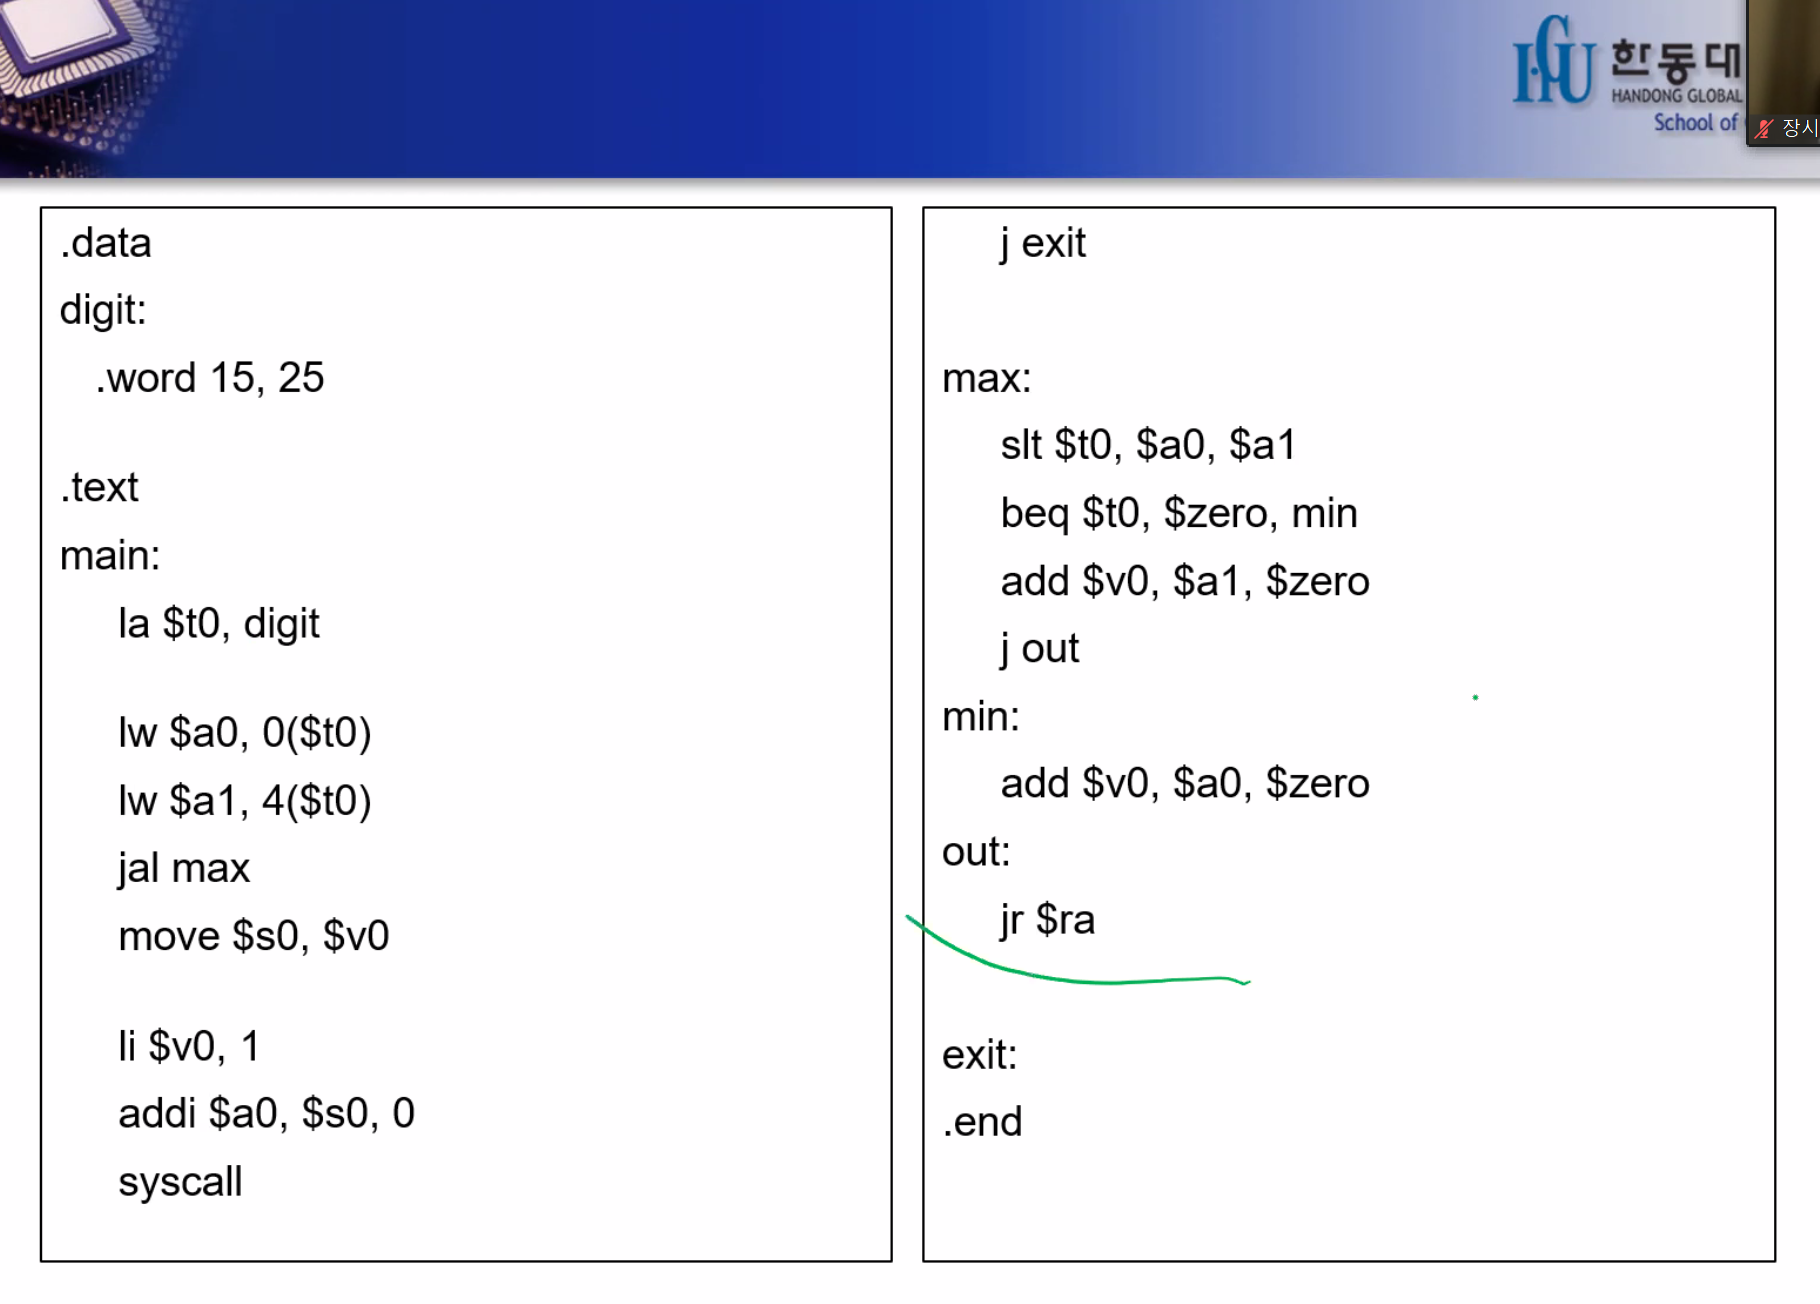 한동대
HANDONG GLOBAL
School of
장시
.data
digit:
.word 15, 25
.text
main:
la $t0, digit
lw $a0, 0($t0)
lw $a1, 4($t0)
jal max
move $s0, $v0
li $v0, 1
addi $a0, $s0, 0
syscall
j exit
max:
slt $t0, $a0, $a1
beq $t0, $zero, min
add $v0, $a1, $zero
j out
min:
add $v0, $a0, $zero
out:
jr $ra
exit:
.end